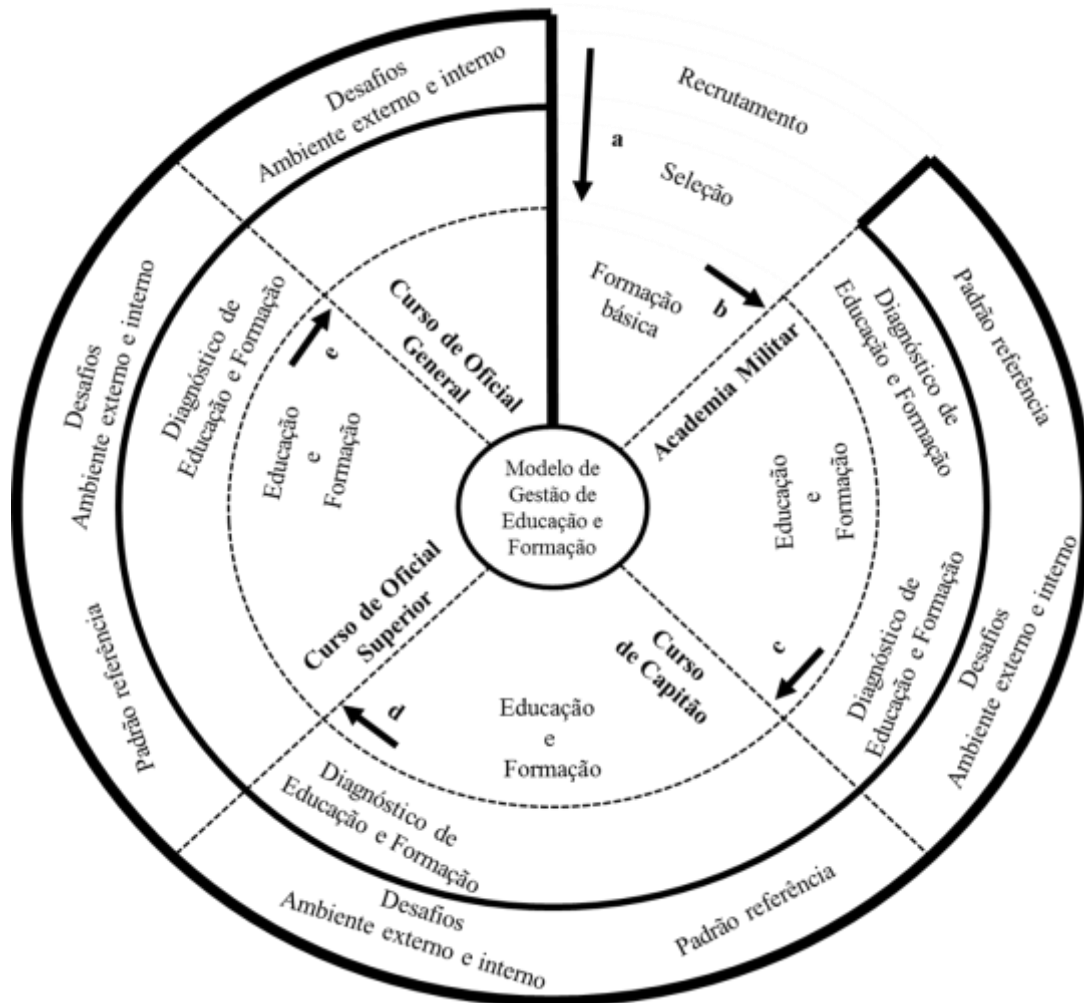 Desafios
Ambiente externo e interno
Recrutamento
a
Seleção
Formação
básica
b
Academia Militar
Diagnóstico de
Educação e Formação
Padrão referência
Educação
e
Formação
Diagnóstico de
Educação e Formação
Desafios
Ambiente externo e interno
c
Curso
de Capitão
Educação
e
Formação
Padrão referência
d
Diagnóstico de
Educação e Formação
Desafios
Ambiente externo e interno
Curso de Oficial
Superior
Padrão referência
Educação
e
Formação
e
Diagnóstico de
Educação e Formação
Desafios
Ambiente externo e interno
Curso de Oficial
General
Modelo de
Gestão de
Educação e
Formação